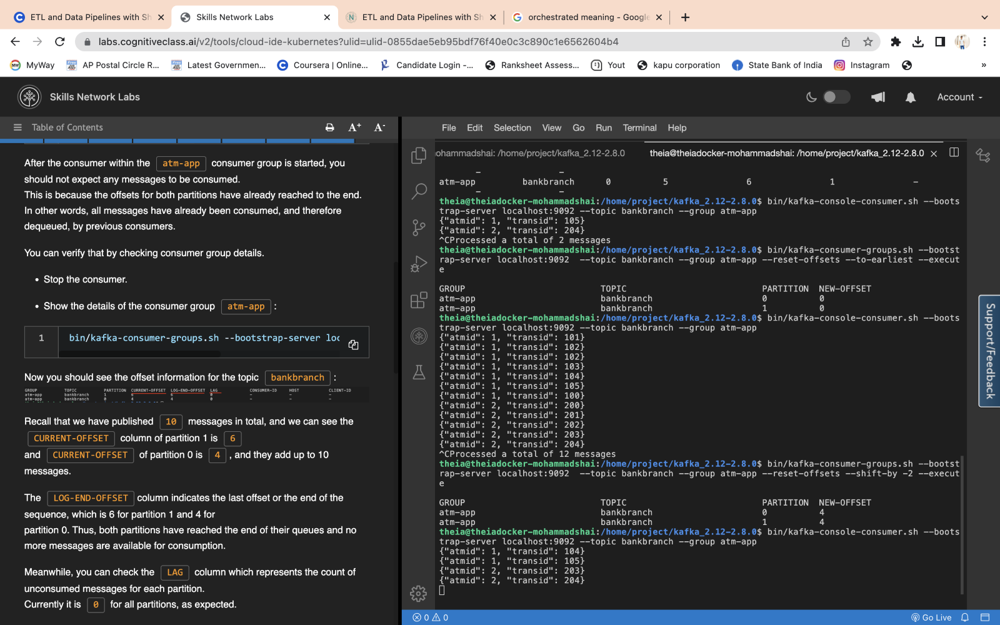 ETL and Data Pipelines with Sh
Skills Network Labs
ETL and Data Pipelines with Sh
orchestrated meaning - Google
labs.cognitiveclass.ai/v2/tools/cloud-ide-kubernetes?ulid=ulid-0855dae5eb95bdf76f40e0c3c890c1e6562604b4
MyWay
AP Postal Circle R...
Latest Governmen...
Coursera | Online...
Candidate Login -...
Ranksheet Assess...
Yout
kapu corporation
State Bank of India
Instagram
»
Skills Network Labs
Account
Table of Contents
A+
A-
File Edit Selection View Go Run Terminal Help
After the consumer within the atm-app consumer group is started, you
should not expect any messages to be consumed.
This is because the offsets for both partitions have already reached to the end.
In other words, all messages have already been consumed, and therefore
dequeued, by previous consumers.
You can verify that by checking consumer group details.
• Stop the consumer.
• Show the details of the consumer group atm-app :
1 bin/kafka-consumer-groups.sh --bootstrap-server loc
Now you should see the offset information for the topic bankbranch :
GROUP TOPIC PARTITION CURRENT-OFFSET LOG-END-OFFSET LAG CONSUMER-ID HOST CLIENT-ID
atm-app bankbranch 1 6 6 0 - - -
atm-app bankbranch 0 4 4 0 - - -
Recall that we have published 10 messages in total, and we can see the
CURRENT-OFFSET column of partition 1 is 6
and CURRENT-OFFSET of partition 0 is 4 , and they add up to 10
messages.
The LOG-END-OFFSET column indicates the last offset or the end of the
sequence, which is 6 for partition 1 and 4 for
partition 0. Thus, both partitions have reached the end of their queues and no
more messages are available for consumption.
Meanwhile, you can check the LAG column which represents the count of
unconsumed messages for each partition.
Currently it is 0 for all partitions, as expected.
ohammadshai: /home/project/kafka_2.12-2.8.0
theia@theiadocker-mohammadshai: /home/project/kafka_2.12-2.8.0
- -
atm-app bankbranch 0 5 6 1 -
- -
theia@theiadocker-mohammadshai:/home/project/kafka_2.12-2.8.0$ bin/kafka-console-consumer.sh --boots
trap-server localhost:9092 --topic bankbranch --group atm-app
{"atmid": 1, "transid": 105}
{"atmid": 2, "transid": 204}
^CProcessed a total of 2 messages
theia@theiadocker-mohammadshai:/home/project/kafka_2.12-2.8.0$ bin/kafka-consumer-groups.sh --bootst
rap-server localhost:9092  --topic bankbranch --group atm-app --reset-offsets --to-earliest --execut
e
GROUP TOPIC PARTITION NEW-OFFSET
atm-app bankbranch 0 0
atm-app bankbranch 1 0
theia@theiadocker-mohammadshai:/home/project/kafka_2.12-2.8.0$ bin/kafka-console-consumer.sh --boots
trap-server localhost:9092 --topic bankbranch --group atm-app
{"atmid": 1, "transid": 101}
{"atmid": 1, "transid": 102}
{"atmid": 1, "transid": 102}
{"atmid": 1, "transid": 103}
{"atmid": 1, "transid": 104}
{"atmid": 1, "transid": 105}
{"atmid": 1, "transid": 100}
{"atmid": 2, "transid": 200}
{"atmid": 2, "transid": 201}
{"atmid": 2, "transid": 202}
{"atmid": 2, "transid": 203}
{"atmid": 2, "transid": 204}
^CProcessed a total of 12 messages
theia@theiadocker-mohammadshai:/home/project/kafka_2.12-2.8.0$ bin/kafka-consumer-groups.sh --bootst
rap-server localhost:9092  --topic bankbranch --group atm-app --reset-offsets --shift-by -2 --execut
e
GROUP TOPIC PARTITION NEW-OFFSET
atm-app bankbranch 0 4
atm-app bankbranch 1 4
theia@theiadocker-mohammadshai:/home/project/kafka_2.12-2.8.0$ bin/kafka-console-consumer.sh --boots
trap-server localhost:9092 --topic bankbranch --group atm-app
{"atmid": 1, "transid": 104}
{"atmid": 1, "transid": 105}
{"atmid": 2, "transid": 203}
{"atmid": 2, "transid": 204}
Support/Feedback
0 0
Go Live